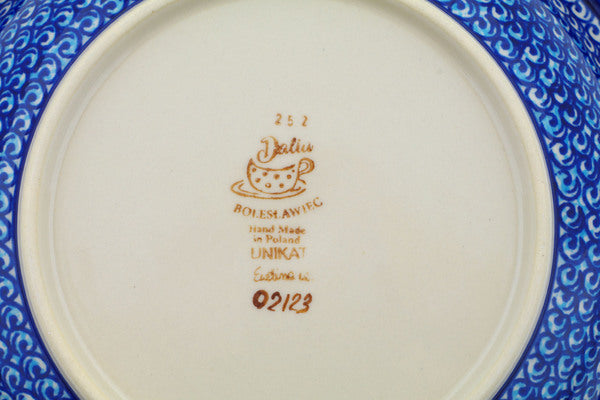 252
Dalia
BOLESŁAWIEC
Hand Made
in Poland
UNIKAT
02123